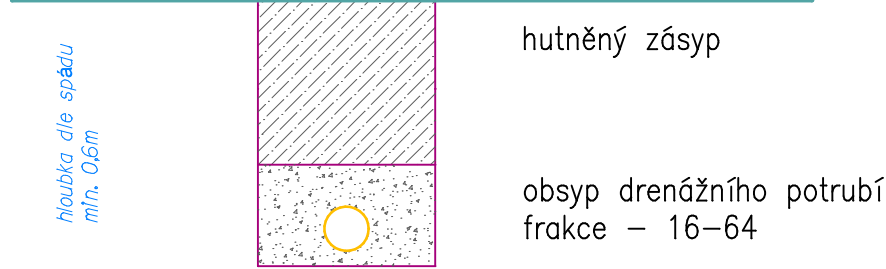 hutněný zásyp
hloubka dle spádu
min. 0,6m
obsyp drenážního potrubí
frakce – 16–64